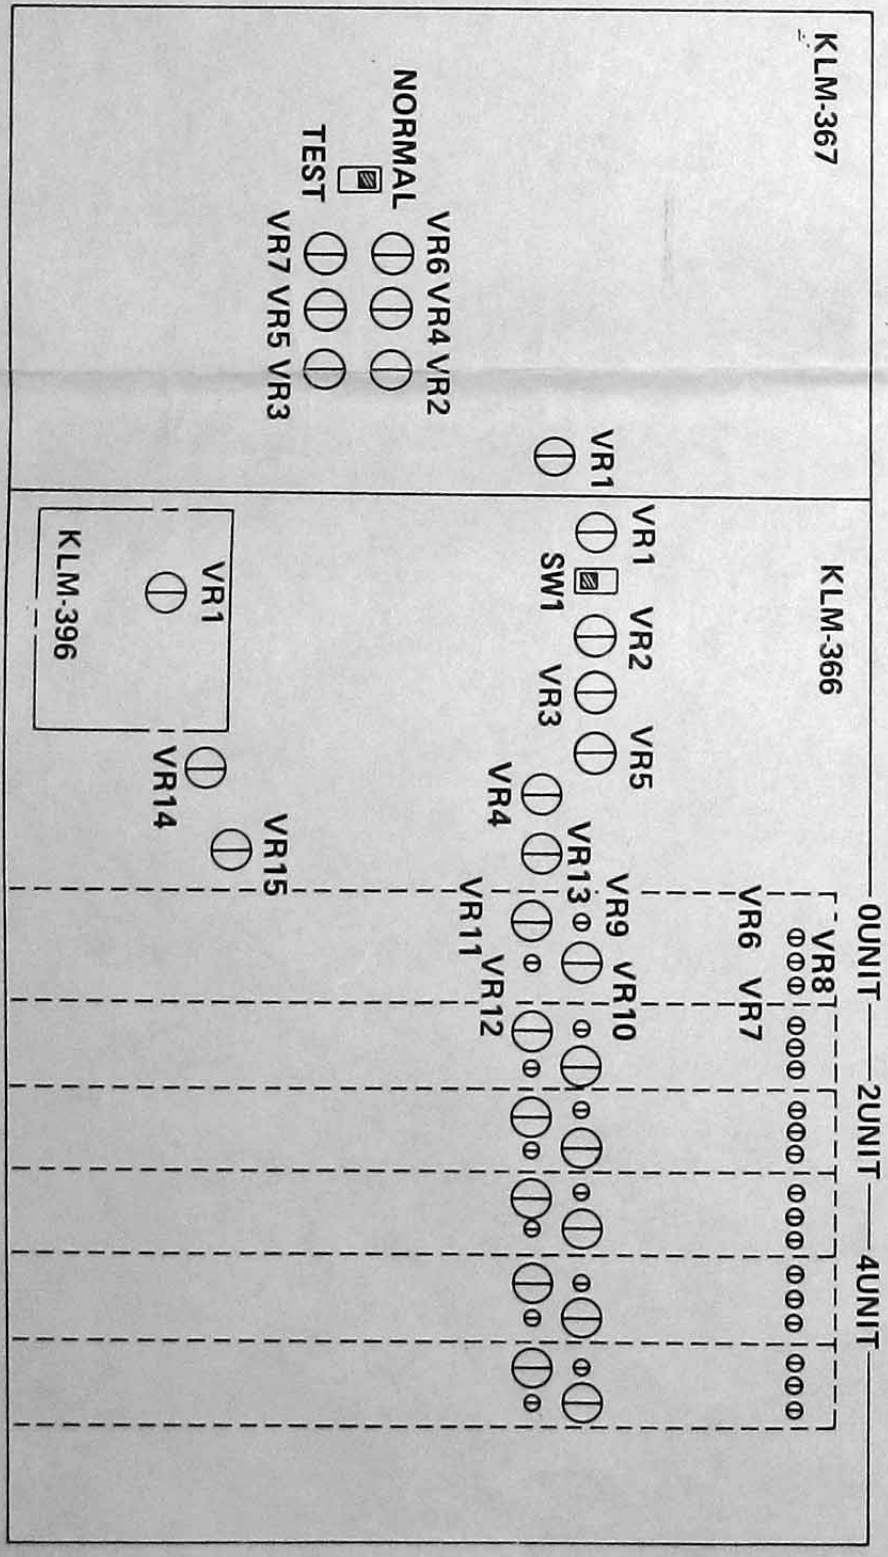 KLM-367
NORMAL
TEST
VR6 VR4 VR2
VR7 VR5 VR3
VR1
KLM-366
VR1 VR2 VR5
SW1 VR3
VR4
VR13
VR9 VR10
VR11 VR12
VR6 VR7
VR8
0UNIT 2UNIT 4UNIT
VR1
KLM-396
VR14
VR15